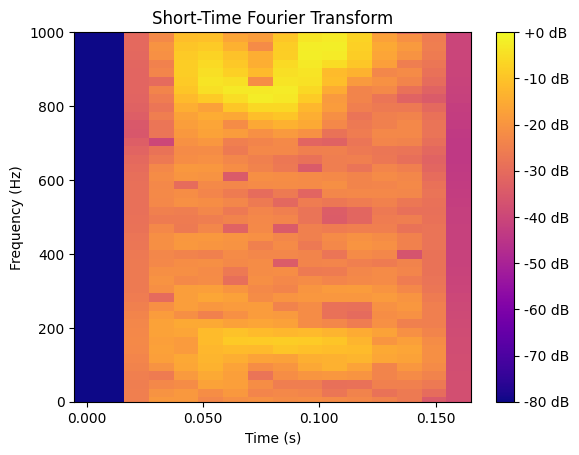 Short-Time Fourier Transform
Frequency (Hz)
1000
800
600
400
200
0
0.000
0.050
0.100
0.150
Time (s)
+0 dB
-10 dB
-20 dB
-30 dB
-40 dB
-50 dB
-60 dB
-70 dB
-80 dB